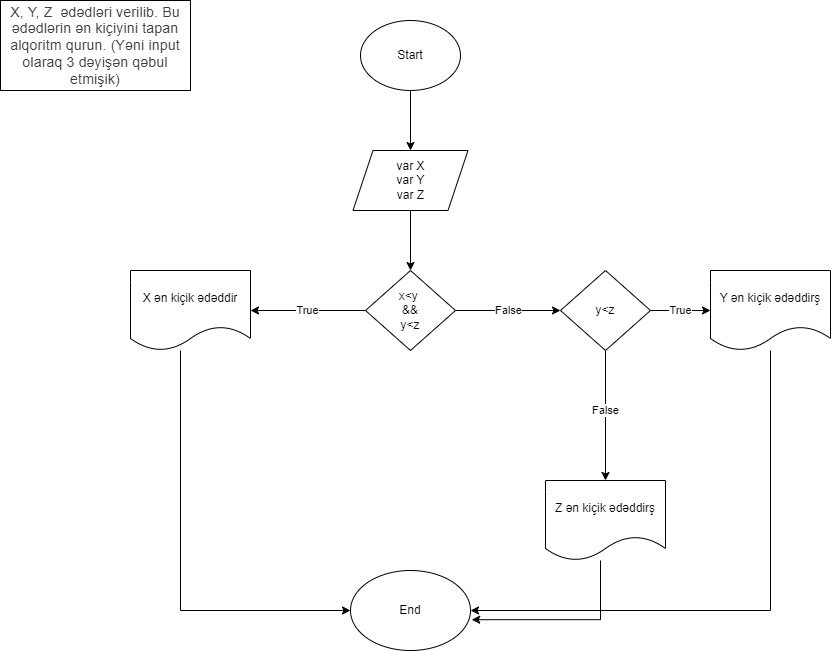 X, Y, Z ədədləri verilib. Bu
ədədlərin ən kiçiyini tapan
alqoritm qurun. (Yəni input
olaraq 3 dəyişən qəbul
etmişik)
Start
var X
var Y
var Z
X ən kiçik ədəddir
True
x<y
&&
y<z
False
y<z
True
Y ən kiçik ədəddirş
False
Z ən kiçik ədəddirş
End